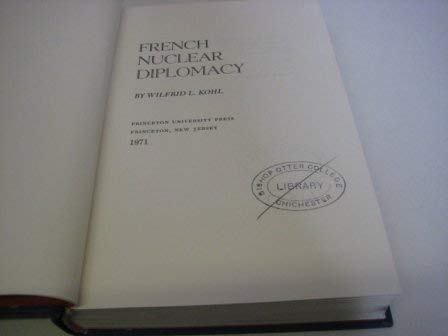 FRENCH
NUCLEAR
DIPLOMACY
BY WILFRID L. KOHL
PRINCETON UNIVERSITY PRESS
PRINCETON, NEW JERSEY
1971
BISHOP OTTER COLLEGE
LIBRARY
CHICHESTER